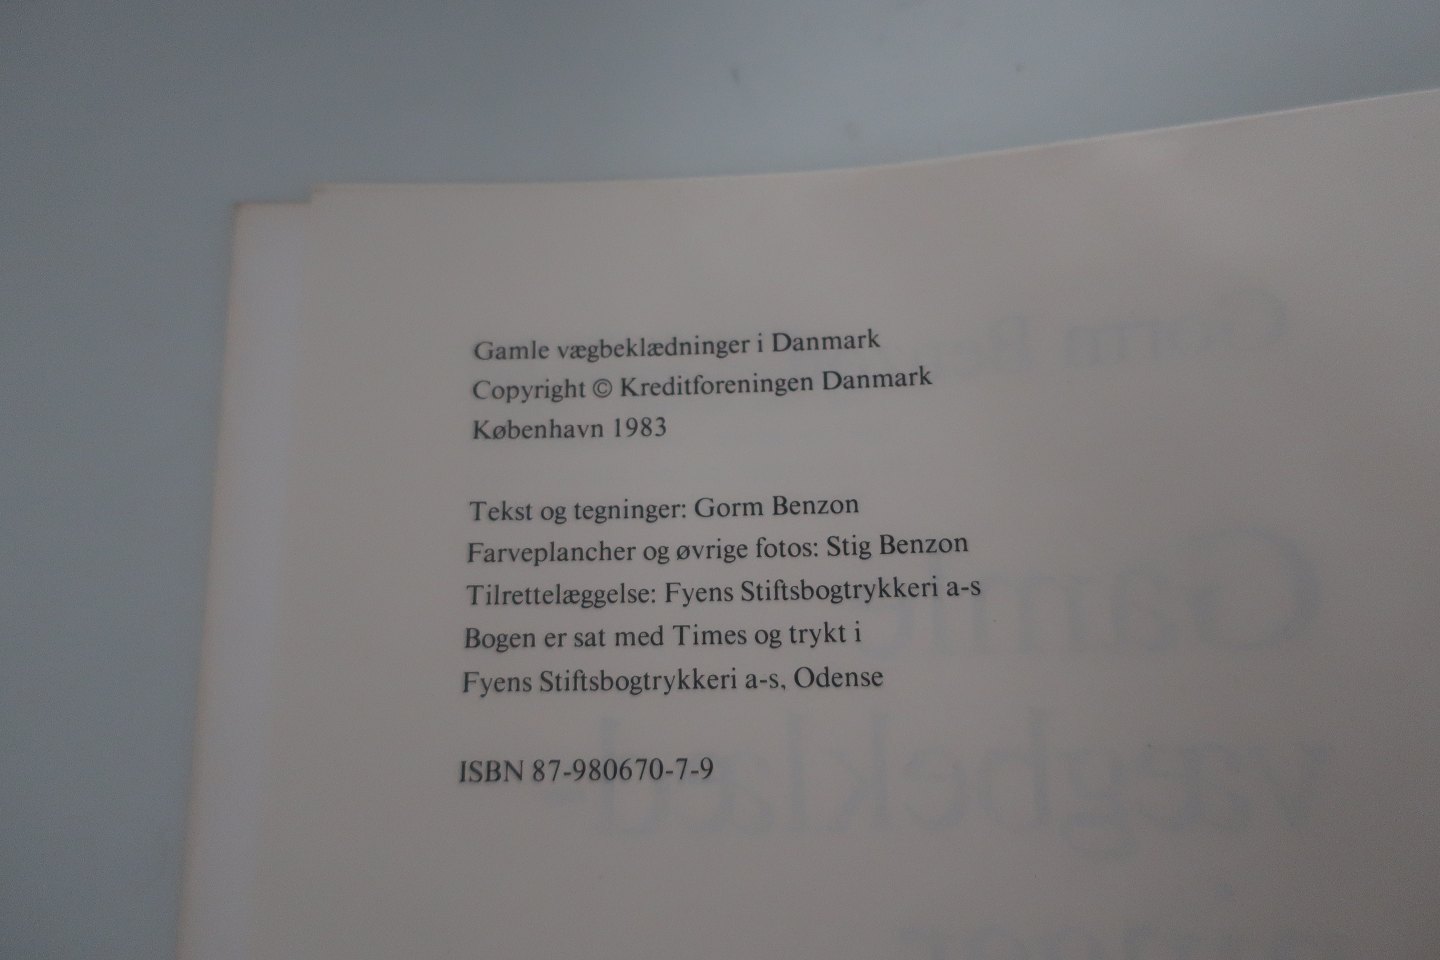 Gamle vægbeklædninger i Danmark
Copyright © Kreditforeningen Danmark
København 1983
Tekst og tegninger: Gorm Benzon
Farveplancher og øvrige fotos: Stig Benzon
Tilrettelæggelse: Fyens Stiftsbogtrykkeri a-s
Bogen er sat med Times og trykt i
Fyens Stiftsbogtrykkeri a-s, Odense
ISBN 87-980670-7-9